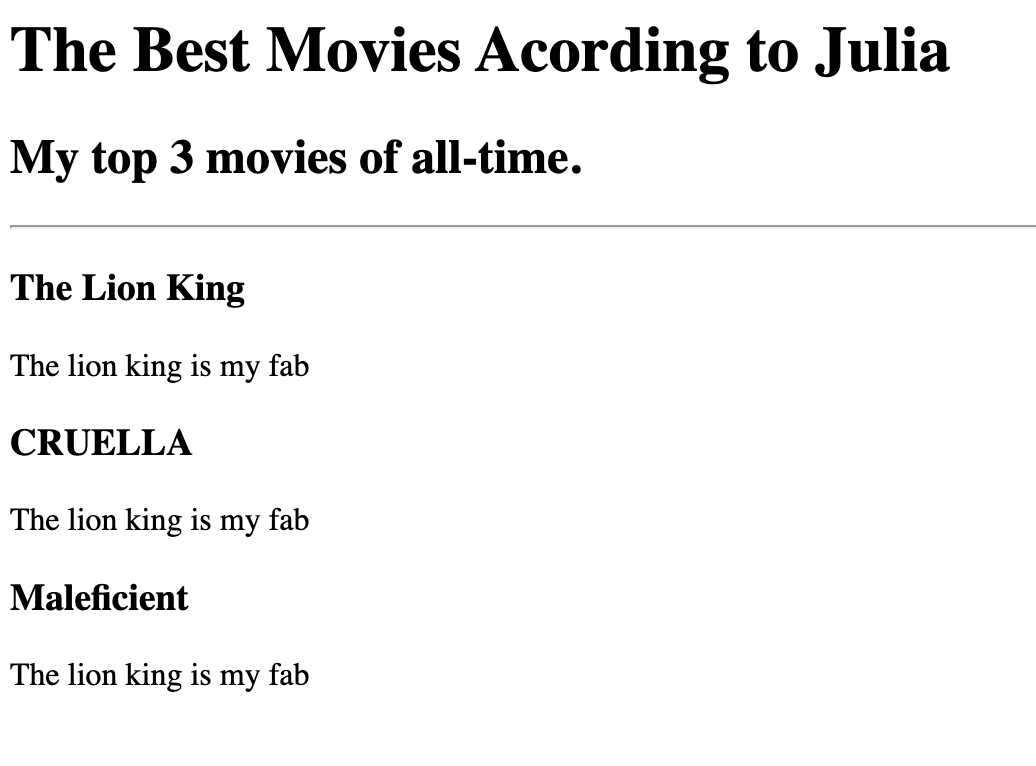 The Best Movies Acording to Julia
My top 3 movies of all-time.
The Lion King
The lion king is my fab
CRUELLA
The lion king is my fab
Maleficient
The lion king is my fab